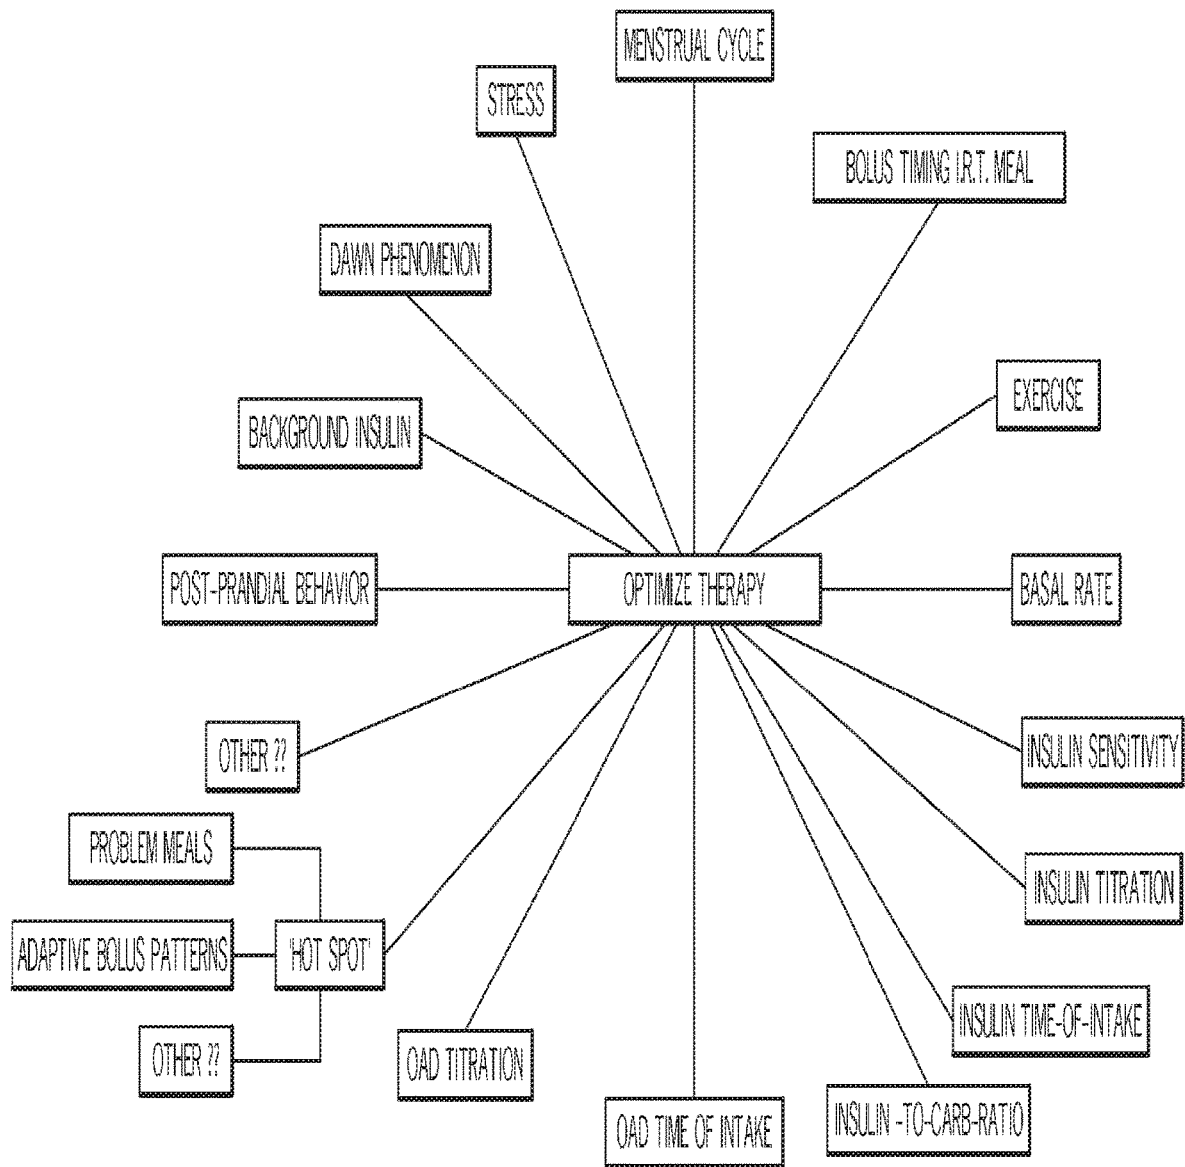 MENSTRUAL CYCLE
STRESS
BOLUS TIMING I.R.T. MEAL
DAWN PHENOMENON
EXERCISE
BACKGROUND INSULIN
POST-PRANDIAL BEHAVIOR
OPTIMIZE THERAPY
BASAL RATE
OTHER ??
INSULIN SENSITIVITY
PROBLEM MEALS
INSULIN TITRATION
ADAPTIVE BOLUS PATTERNS
'HOT SPOT'
INSULIN TIME-OF-INTAKE
OTHER ??
OAD TITRATION
INSULIN -TO-CARB-RATIO
OAD TIME OF INTAKE